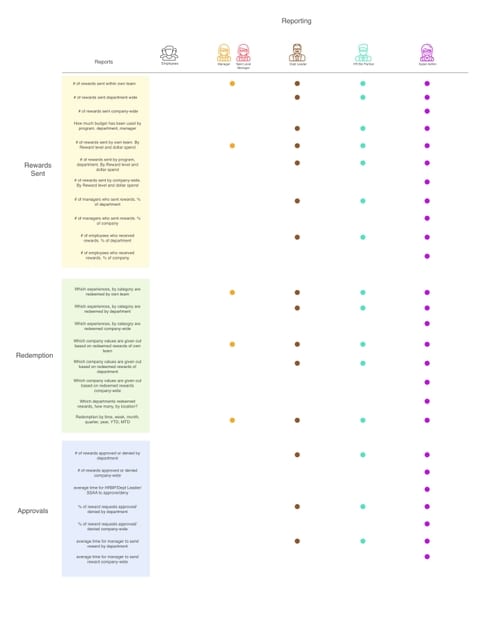 Reporting
Reports
Employees
Manager
Next Level
Manager
Dept. Leader
HR/Biz Partner
Super Admin
Rewards
Sent
# of rewards sent within own team
# of rewards sent department-wide
# of rewards sent company-wide
How much budget has been used by
program, department, manager
# of rewards sent by own team. By
Reward level and dollar spend
# of rewards sent by program,
department. By Reward level and
dollar spend
# of rewards sent by company-wide.
By Reward level and dollar spend
# of managers who sent rewards. %
of department
# of managers who sent rewards. %
of company
# of employees who received
rewards. % of department
# of employees who received
rewards. % of company
Redemption
Which experiences, by category are
redeemed by own team
Which experiences, by category are
redeemed by department
Which experiences, by category are
redeemed company-wide
Which company values are given out
based on redeemed rewards of own
team
Which company values are given out
based on redeemed rewards of
department
Which company values are given out
based on redeemed rewards
company-wide
Which departments redeemed
rewards, how many, by location?
Redemption by time, week, month,
quarter, year, YTD, MTD
Approvals
# of rewards approved or denied by
department
# of rewards approved or denied
company-wide
average time for HRBP/Dept Leader/
SSAA to approve/deny
% of reward requests approved/
denied by department
% of reward requests approved/
denied company-wide
average time for manager to send
reward by department
average time for manager to send
reward company-wide